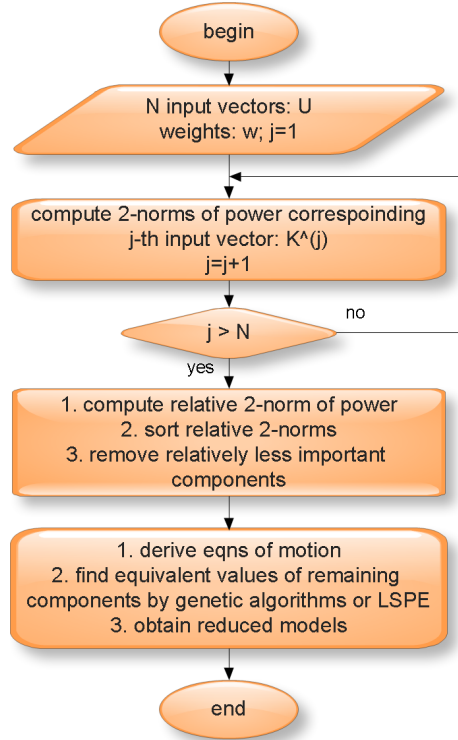 begin
N input vectors: U
weights: w; j=1
compute 2-norms of power correspoinding
j-th input vector: K^(j)
j=j+1
j > N
no
yes
1. compute relative 2-norm of power
2. sort relative 2-norms
3. remove relatively less important
components
1. derive eqns of motion
2. find equivalent values of remaining
components by genetic algorithms or LSPE
3. obtain reduced models
end